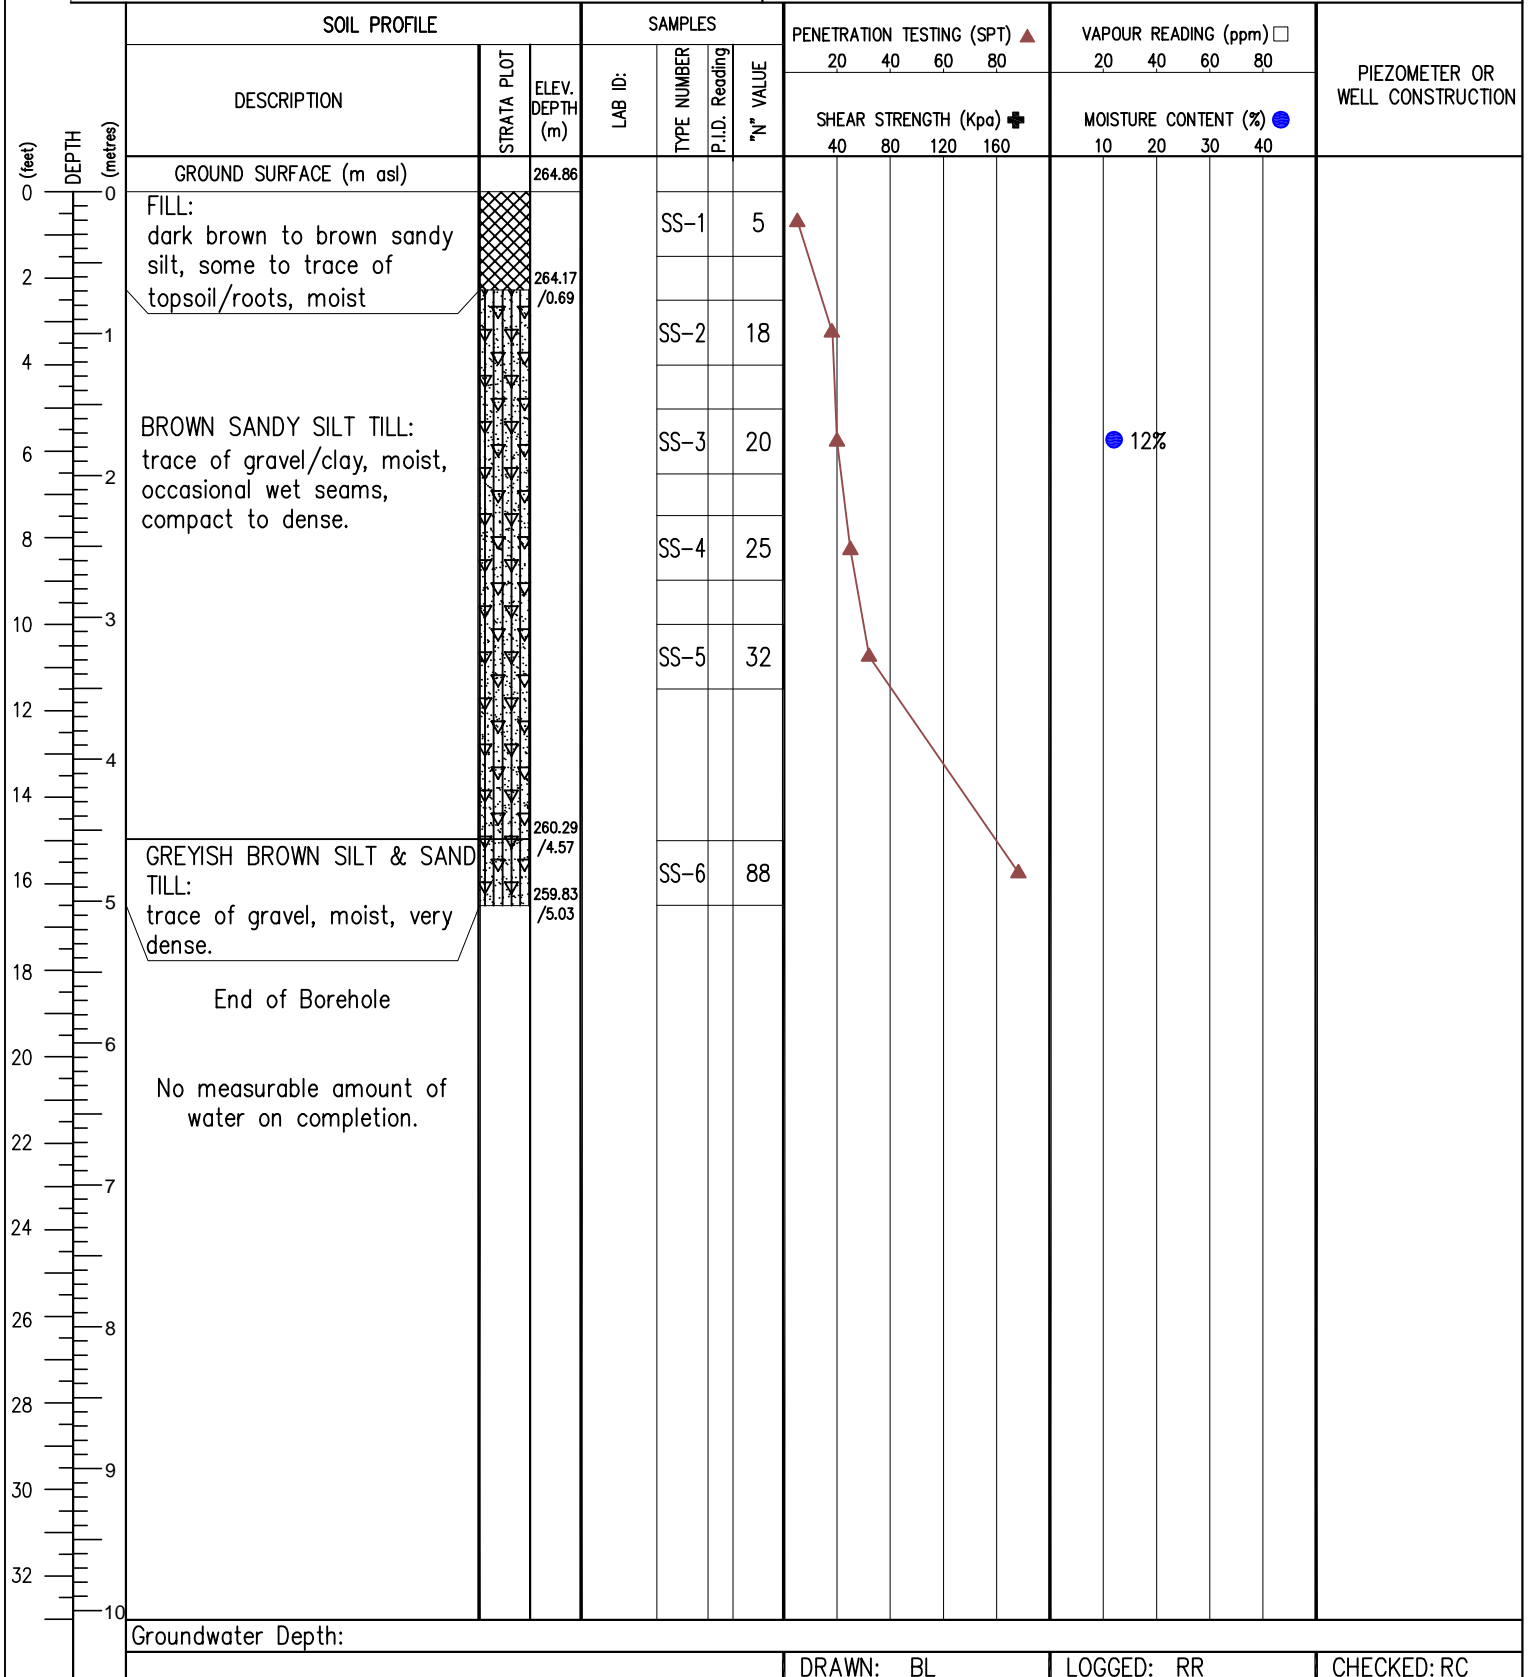 SOIL PROFILE
SAMPLES
PENETRATION TESTING (SPT)
20 40 60 80
SHEAR STRENGTH (Kpa)
40 80 120 160
VAPOUR READING (ppm)
20 40 60 80
MOISTURE CONTENT (%)
10 20 30 40
PIEZOMETER OR
WELL CONSTRUCTION
(feet)
DEPTH
(metres)
DESCRIPTION
STRATA PLOT
ELEV.
DEPTH
(m)
LAB ID:
TYPE NUMBER
P.I.D. Reading
"N" VALUE
GROUND SURFACE (m asl)
264.86
0
2
4
6
8
10
12
14
16
18
20
22
24
26
28
30
32
0
1
2
3
4
5
6
7
8
9
10
FILL:
dark brown to brown sandy
silt, some to trace of
topsoil/roots, moist
264.17
/0.69
BROWN SANDY SILT TILL:
trace of gravel/clay, moist,
occasional wet seams,
compact to dense.
260.29
/4.57
GREYISH BROWN SILT & SAND
TILL:
trace of gravel, moist, very
dense.
259.83
/5.03
End of Borehole
No measurable amount of
water on completion.
SS-1 5
SS-2 18
SS-3 20
SS-4 25
SS-5 32
SS-6 88
12%
Groundwater Depth:
DRAWN: BL
LOGGED: RR
CHECKED: RC